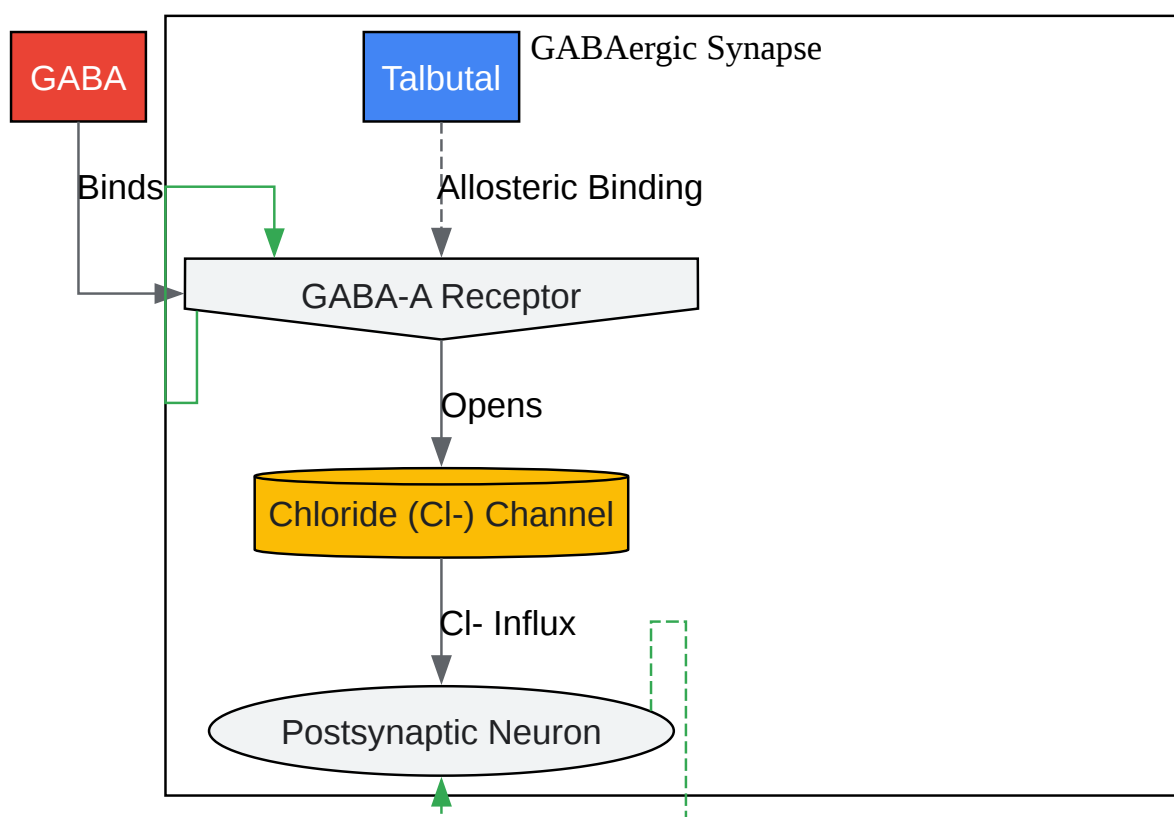 GABA
Talbutal
GABAergic Synapse
Binds
Allosteric Binding
GABA-A Receptor
Opens
Chloride (Cl-) Channel
Cl- Influx
Postsynaptic Neuron